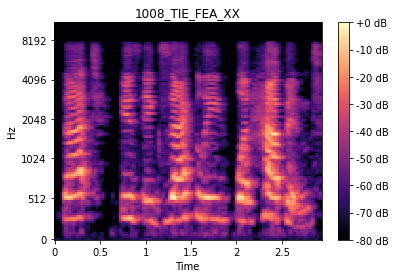 1008_TIE_FEA_XX
8192
4096
2048
1024
512
0
Hz
0 0.5 1 1.5 2 2.5
Time
+0 dB
-10 dB
-20 dB
-30 dB
-40 dB
-50 dB
-60 dB
-70 dB
-80 dB